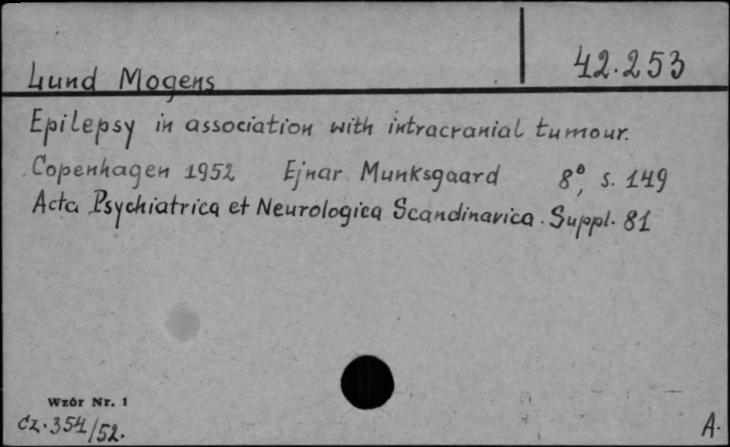 42.253
Lund Mogens
Epilepsy in association with intracranial tumour.
Copenhagen 1952 Ejnar Munksgaard 8°, s. 149
Acta Psychiatrica et Neurologica Scandinavica. Suppl. 81
Wzór Nr. 1
Cz. 354/52.
A.